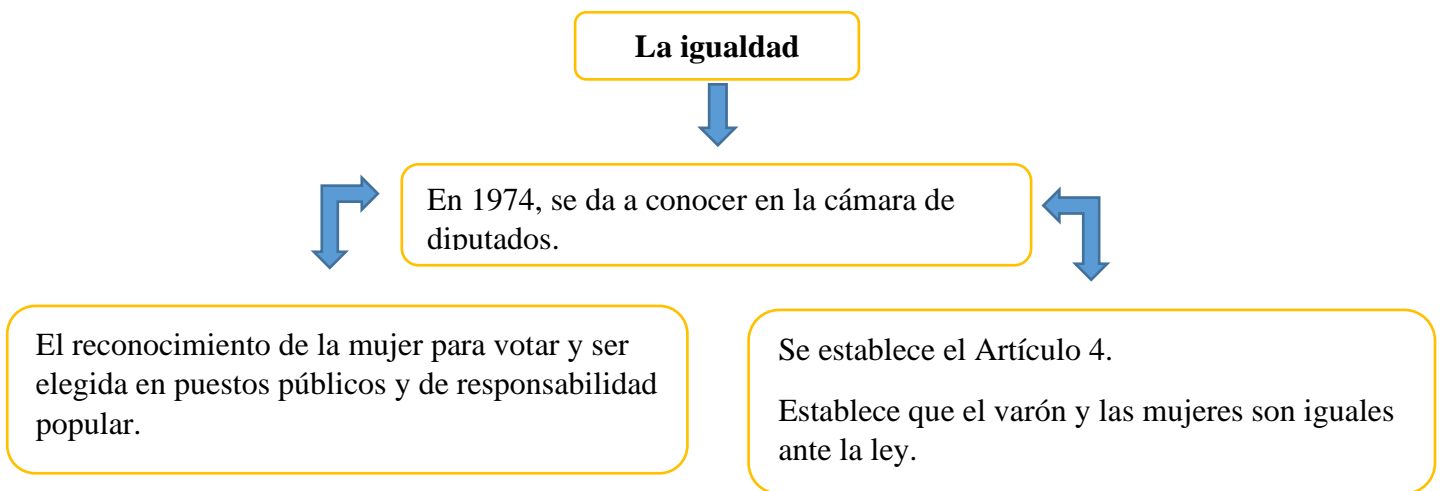 La igualdad
En 1974, se da a conocer en la cámara de
diputados.
El reconocimiento de la mujer para votar y ser
elegida en puestos públicos y de responsabilidad
popular.
Se establece el Artículo 4.
Establece que el varón y las mujeres son iguales
ante la ley.